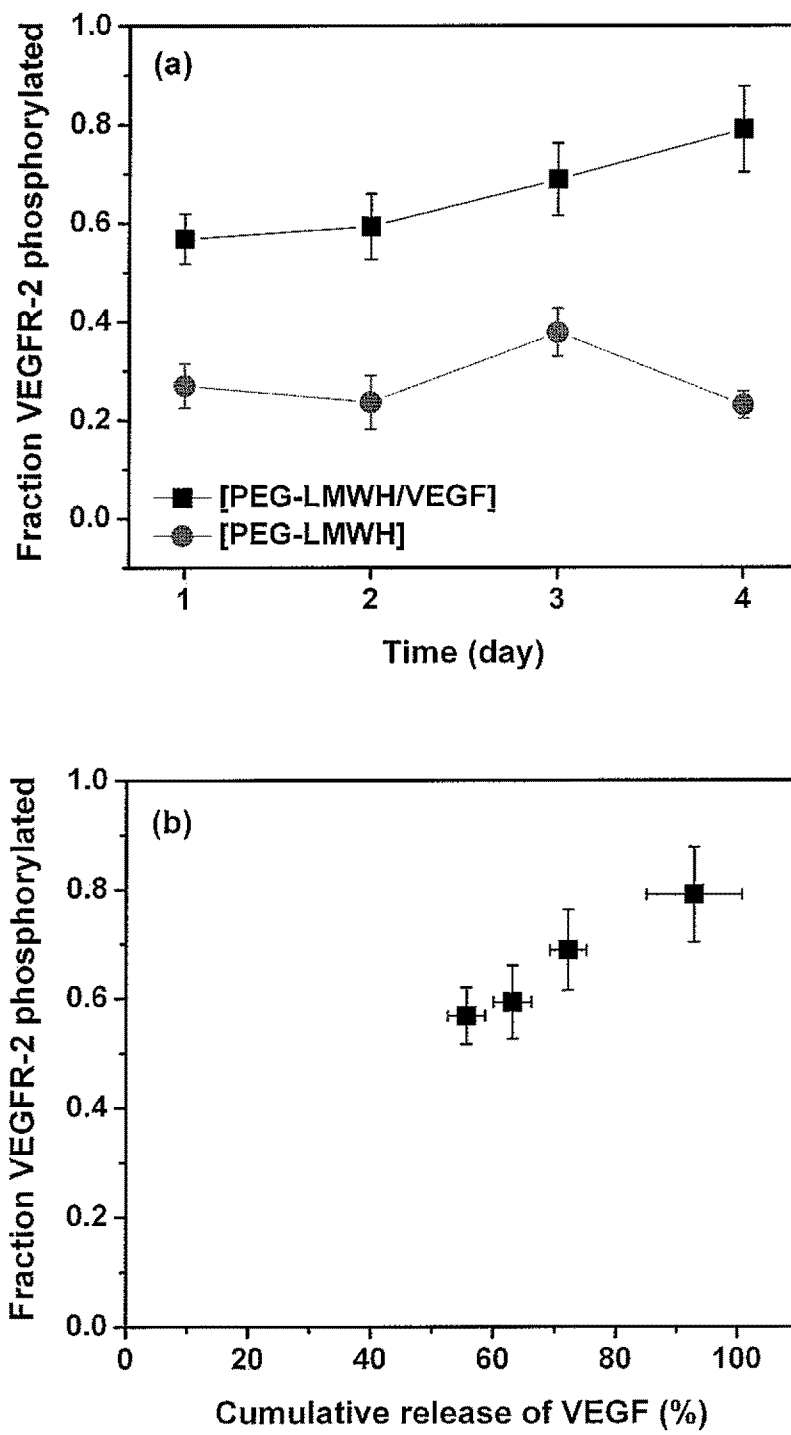 Fraction VEGFR-2 phosphorylated
1.0
0.8
0.6
0.4
0.2
0.0
(a)
[PEG-LMWH/VEGF]
[PEG-LMWH]
1 2 3 4
Time (day)
Fraction VEGFR-2 phosphorylated
1.0
0.8
0.6
0.4
0.2
0.0
(b)
0 20 40 60 80 100
Cumulative release of VEGF (%)